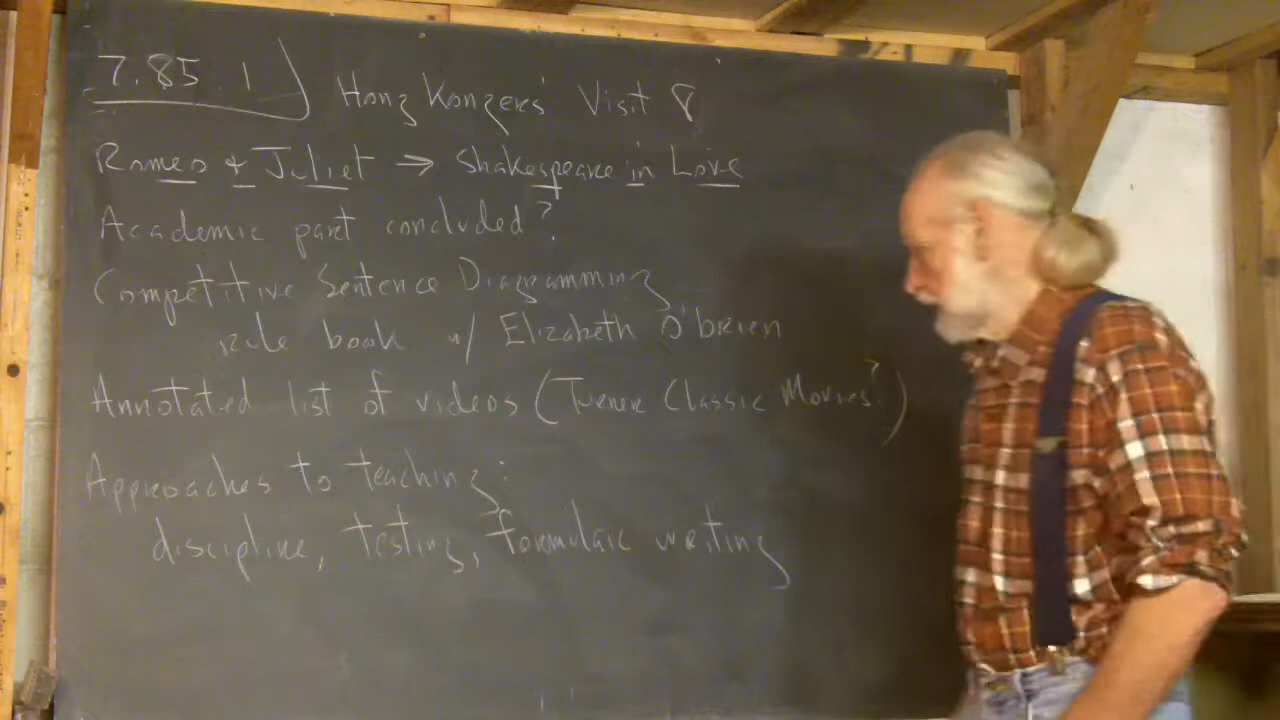 7.85.1) Hong Kongers' Visit 8
Romeo & Juliet → Shakespeare in Love
Academic part concluded?
Competitive Sentence Diagramming
rule book w/ Elizabeth O'brien
Annotated list of videos (Turner Classic Movies?)
Approaches to teaching:
discipline, testing, formulaic writing